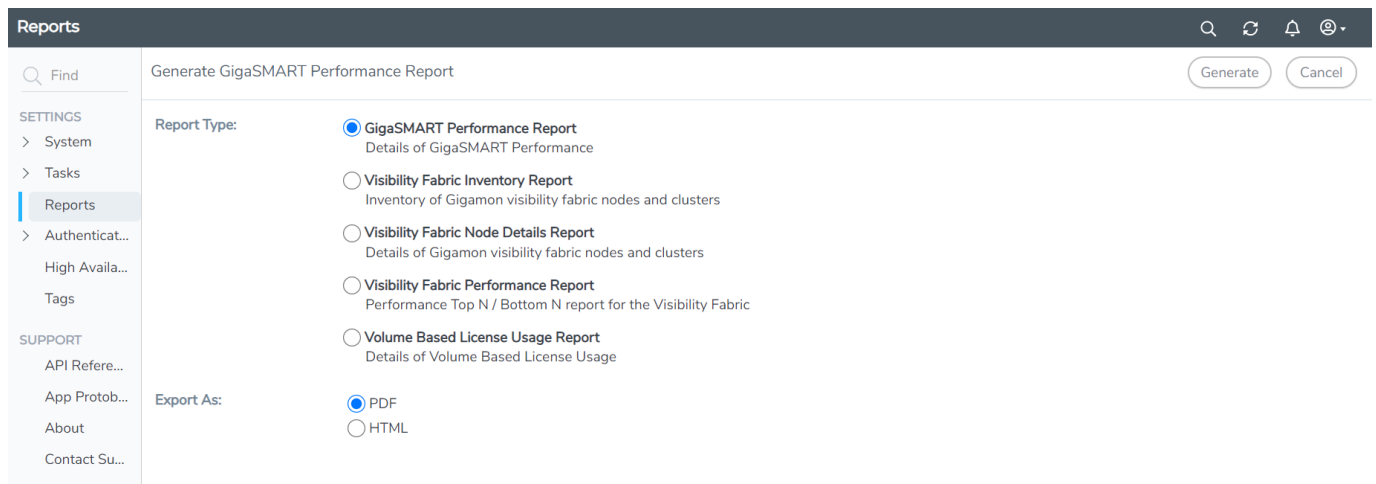 Reports
Find
Generate GigaSMART Performance Report
Generate
Cancel
SETTINGS
System
Tasks
Reports
Authenticat...
High Availa...
Tags
SUPPORT
API Refere...
App Protob...
About
Contact Su...
Report Type:
GigaSMART Performance Report
Details of GigaSMART Performance
Visibility Fabric Inventory Report
Inventory of Gigamon visibility fabric nodes and clusters
Visibility Fabric Node Details Report
Details of Gigamon visibility fabric nodes and clusters
Visibility Fabric Performance Report
Performance Top N / Bottom N report for the Visibility Fabric
Volume Based License Usage Report
Details of Volume Based License Usage
Export As:
PDF
HTML